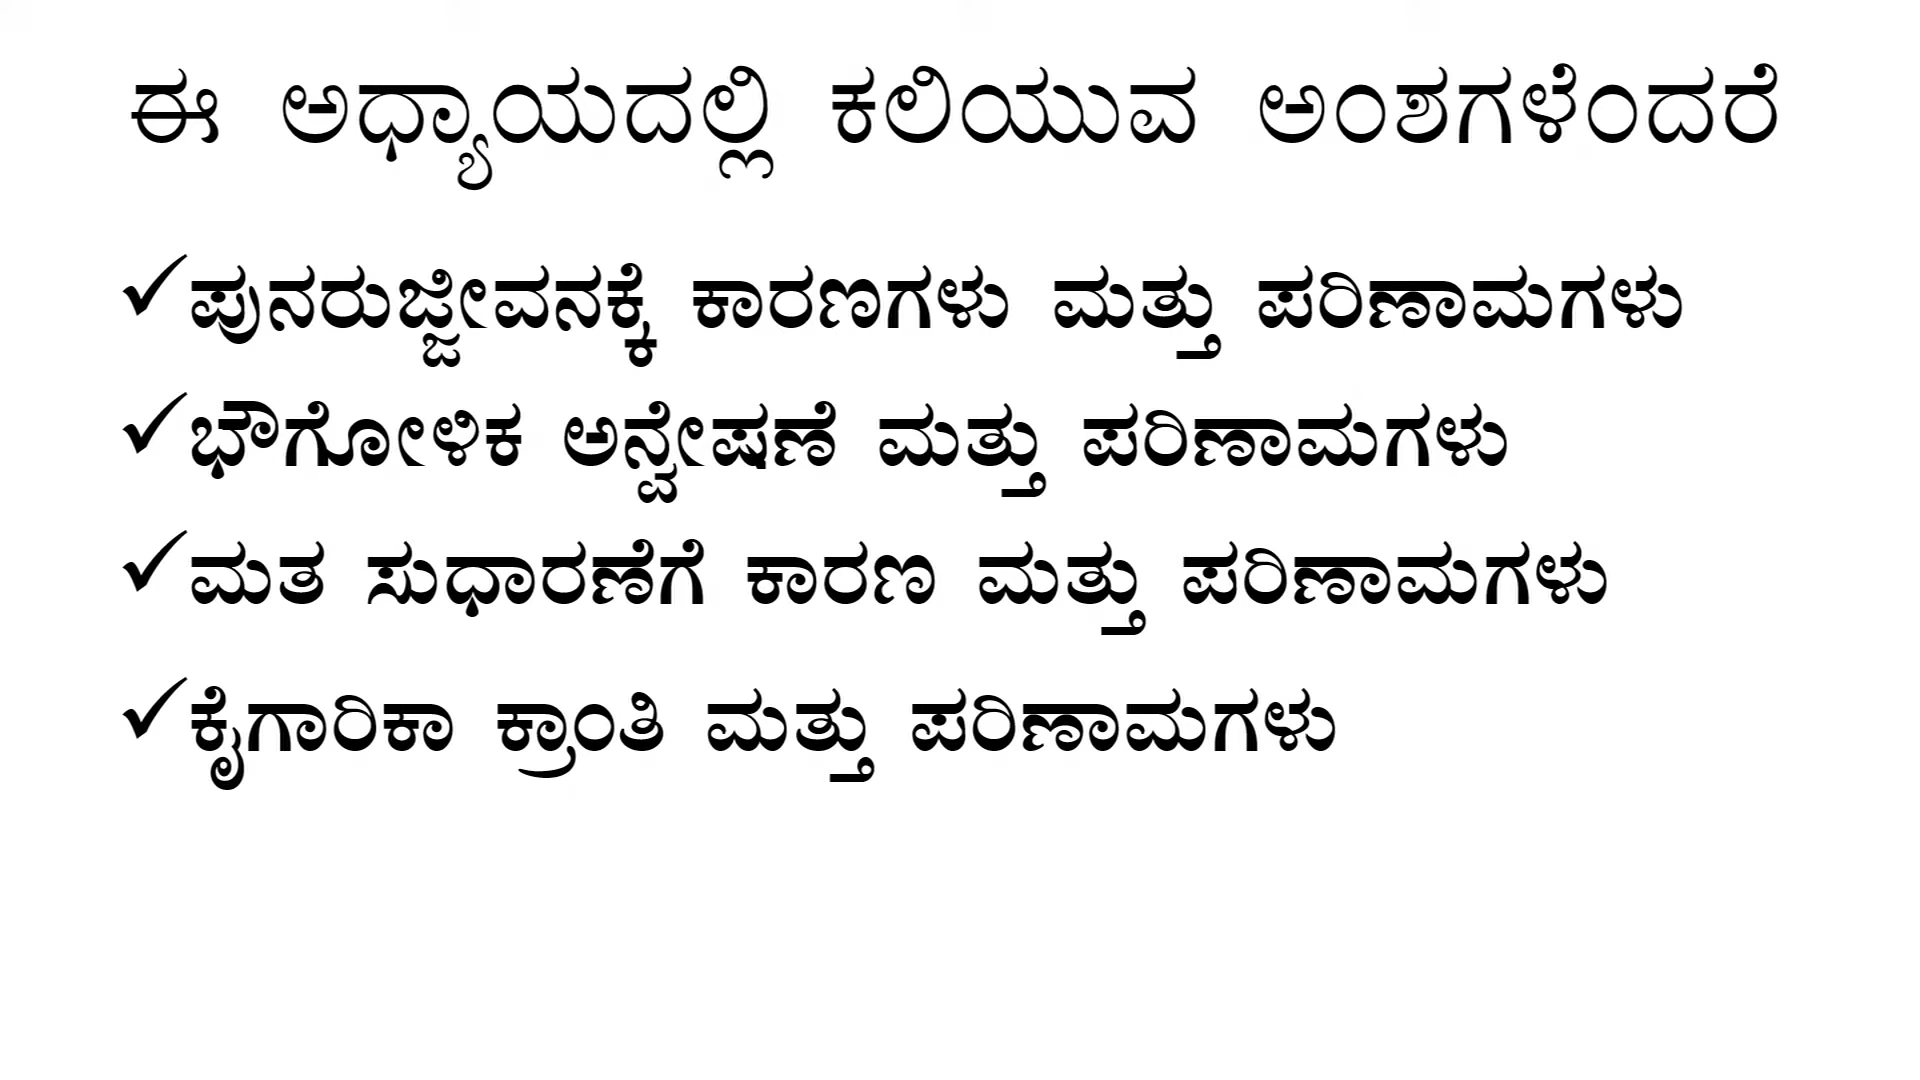 ಈ ಅಧ್ಯಾಯದಲ್ಲಿ ಕಲಿಯುವ ಅಂಶಗಳೆಂದರೆ
✓ಪುನರುಜ್ಜೀವನಕ್ಕೆ ಕಾರಣಗಳು ಮತ್ತು ಪರಿಣಾಮಗಳು
✓ಭೌಗೋಳಿಕ ಅನ್ವೇಷಣೆ ಮತ್ತು ಪರಿಣಾಮಗಳು
✓ಮತ ಸುಧಾರಣೆಗೆ ಕಾರಣ ಮತ್ತು ಪರಿಣಾಮಗಳು
✓ಕೈಗಾರಿಕಾ ಕ್ರಾಂತಿ ಮತ್ತು ಪರಿಣಾಮಗಳು